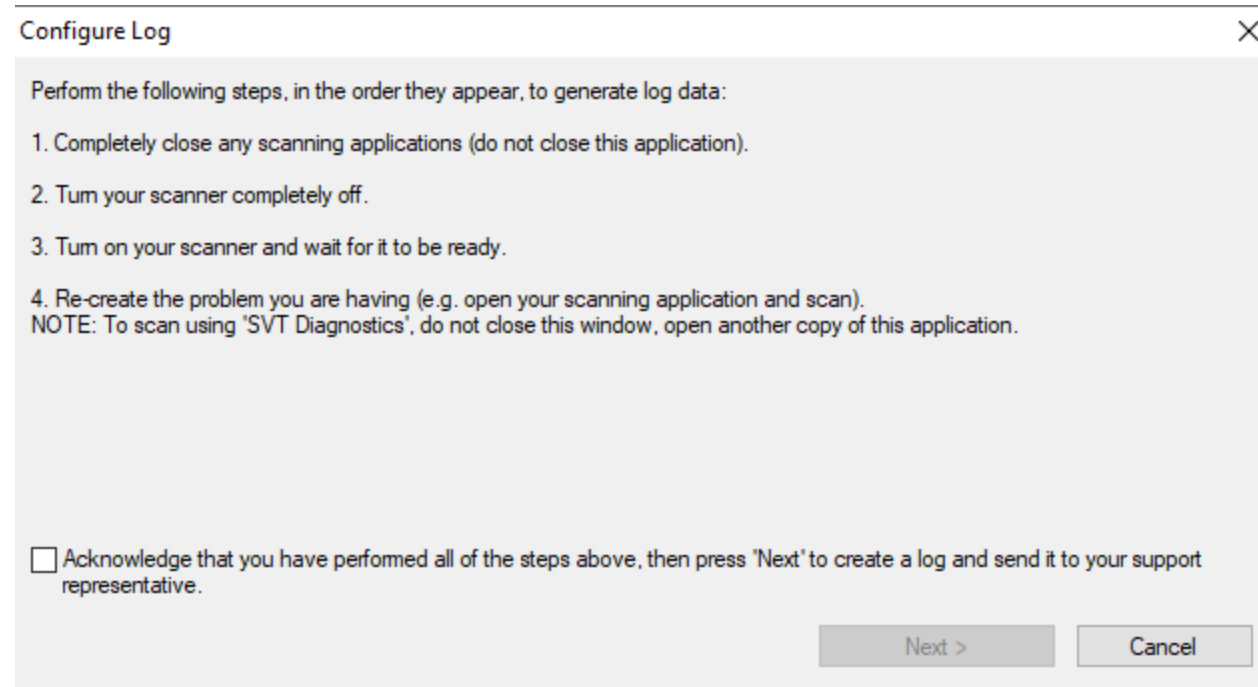 Configure Log
Perform the following steps, in the order they appear, to generate log data:
1. Completely close any scanning applications (do not close this application).
2. Turn your scanner completely off.
3. Turn on your scanner and wait for it to be ready.
4. Re-create the problem you are having (e.g. open your scanning application and scan).
NOTE: To scan using 'SVT Diagnostics', do not close this window, open another copy of this application.
Acknowledge that you have performed all of the steps above, then press 'Next' to create a log and send it to your support
representative.
Next >
Cancel